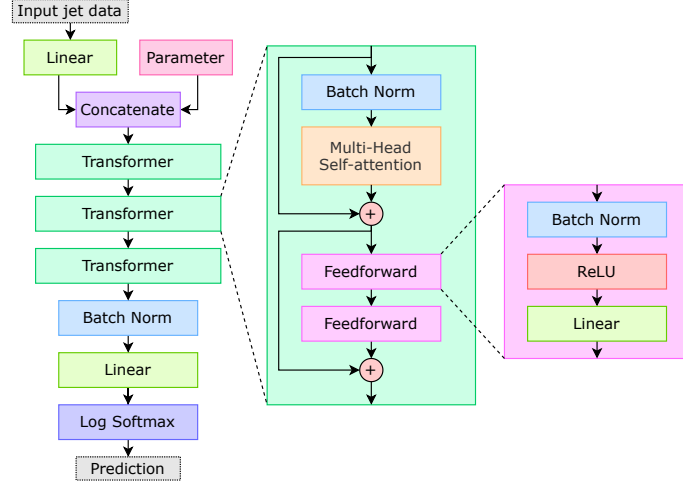 Input jet data
Linear
Parameter
Concatenate
Transformer
Transformer
Transformer
Batch Norm
Linear
Log Softmax
Prediction
Batch Norm
Multi-Head
Self-attention
+
Feedforward
Feedforward
+
Batch Norm
ReLU
Linear